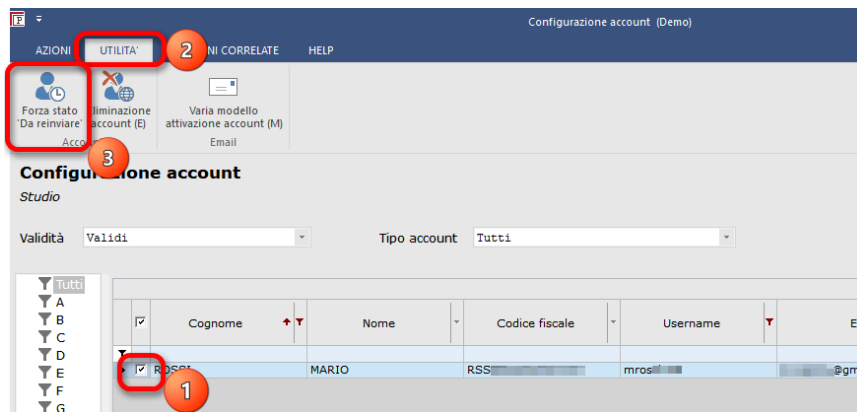 P
Configurazione account (Demo)
AZIONI UTILITA' 2 NI CORRELATE HELP
Forza stato 'Da reinviare'
liminazione account (E)
Varia modello attivazione account (M)
Acco
Email
3
Configurazione account
Studio
Validità Validi Tipo account Tutti
Tutti
A
B
C
D
E
F
G
Cognome Nome Codice fiscale Username E
ROSSI MARIO RSS mros @gm
1